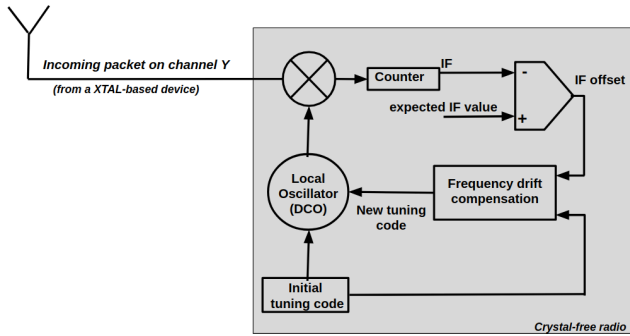 Incoming packet on channel Y
(from a XTAL-based device)
Counter
IF
-
IF offset
expected IF value
+
Local
Oscillator
(DCO)
New tuning
code
Frequency drift
compensation
Initial
tuning code
Crystal-free radio